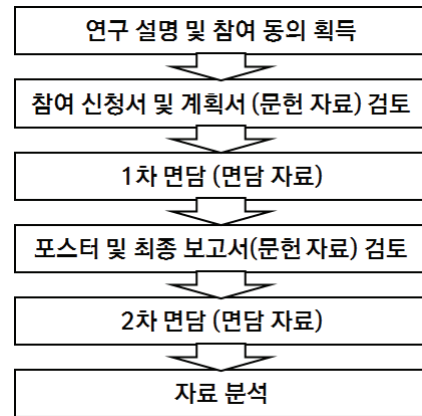 연구 설명 및 참여 동의 획득
참여 신청서 및 계획서 (문헌 자료) 검토
1차 면담 (면담 자료)
포스터 및 최종 보고서(문헌 자료) 검토
2차 면담 (면담 자료)
자료 분석